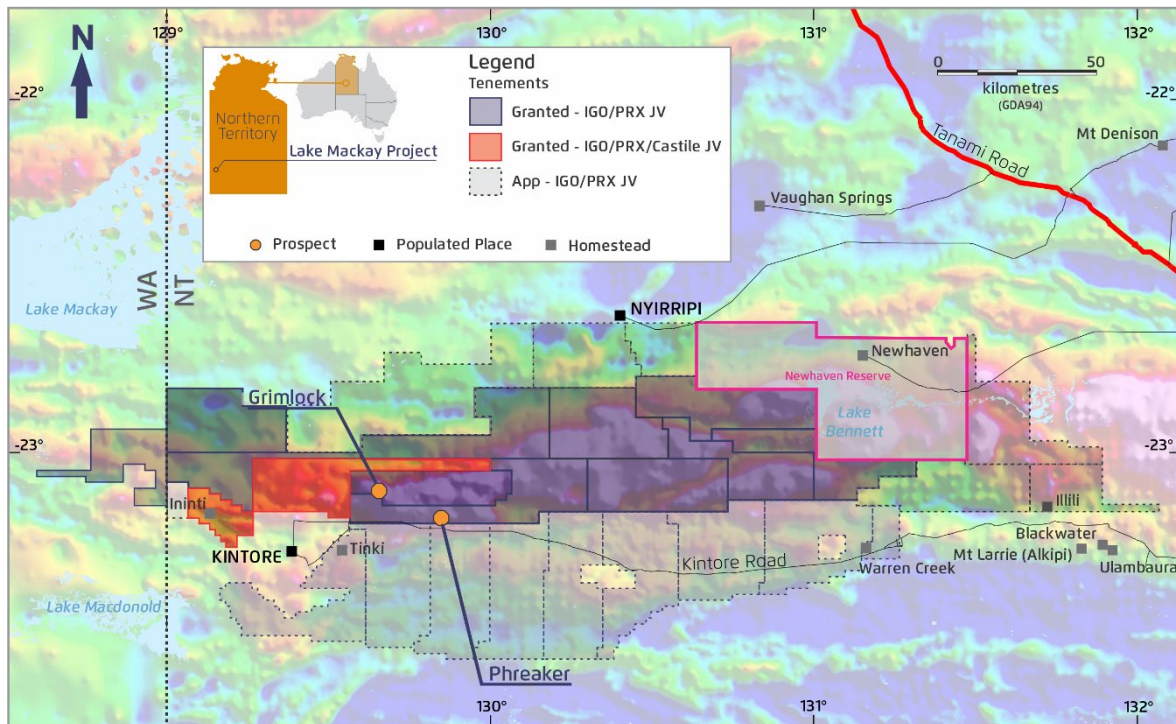 129°
130°
131°
132°
N
-22°
-22°
Legend
Tenements
Granted - IGO/PRX JV
Granted - IGO/PRX/Castile JV
App - IGO/PRX JV
Northern
Territory
Lake Mackay Project
Prospect
Populated Place
Homestead
0
50
kilometres
(GDA94)
Mt Denison
Tanami Road
Vaughan Springs
WA
NT
Lake Mackay
NYIRRIPI
Newhaven
Newhaven Reserve
Grimlock
Lake
Bennett
-23°
-23°
Ininti
Illili
KINTORE
Tinki
Kintore Road
Warren Creek
Blackwater
Mt Larrie (Alkipi)
Ulambaura
Lake Macdonold
Phreaker
129°
130°
131°
132°